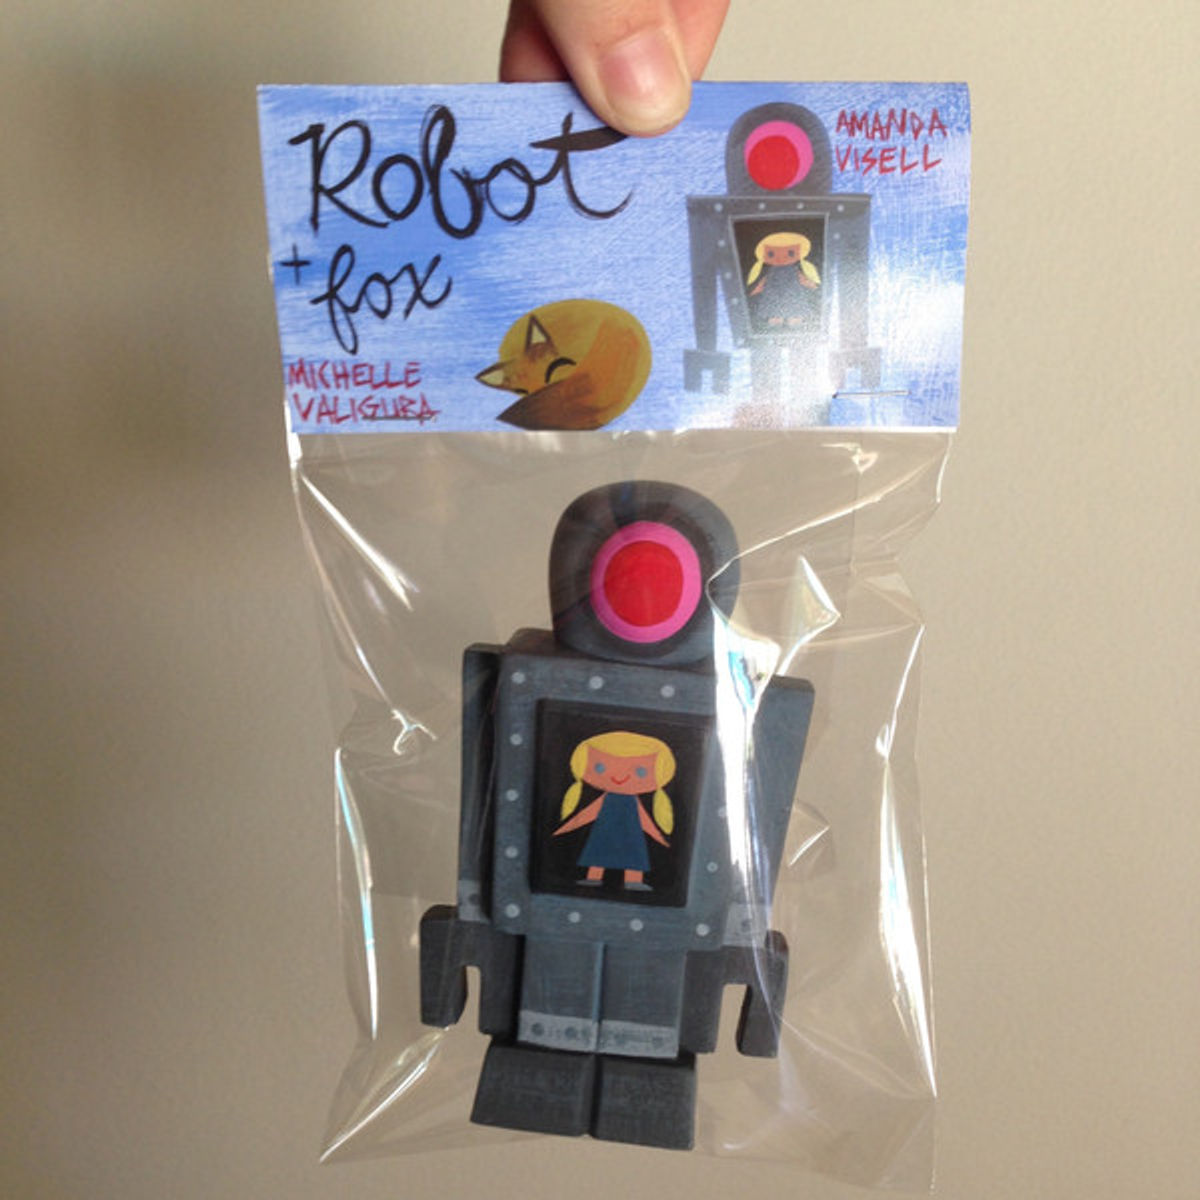 Robot
+ fox
MICHELLE
VALIGURA
AMANDA
VISELL